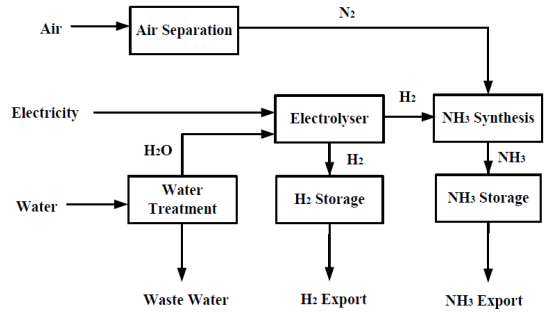 N2
Air
Air Separation
Electricity
Electrolyser
H2
NH3 Synthesis
H2O
H2
NH3
Water
Water
Treatment
H2 Storage
NH3 Storage
Waste Water
H2 Export
NH3 Export